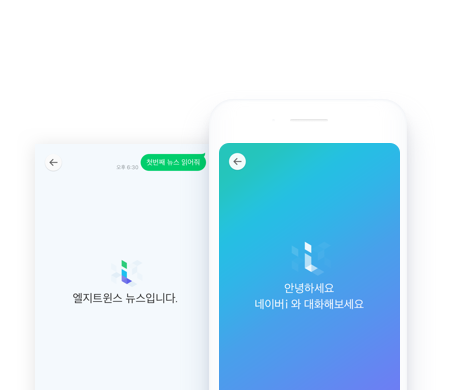 첫번째 뉴스 읽어줘
오후 6:30
엘지트윈스 뉴스입니다.
안녕하세요
네이버i 와 대화해보세요